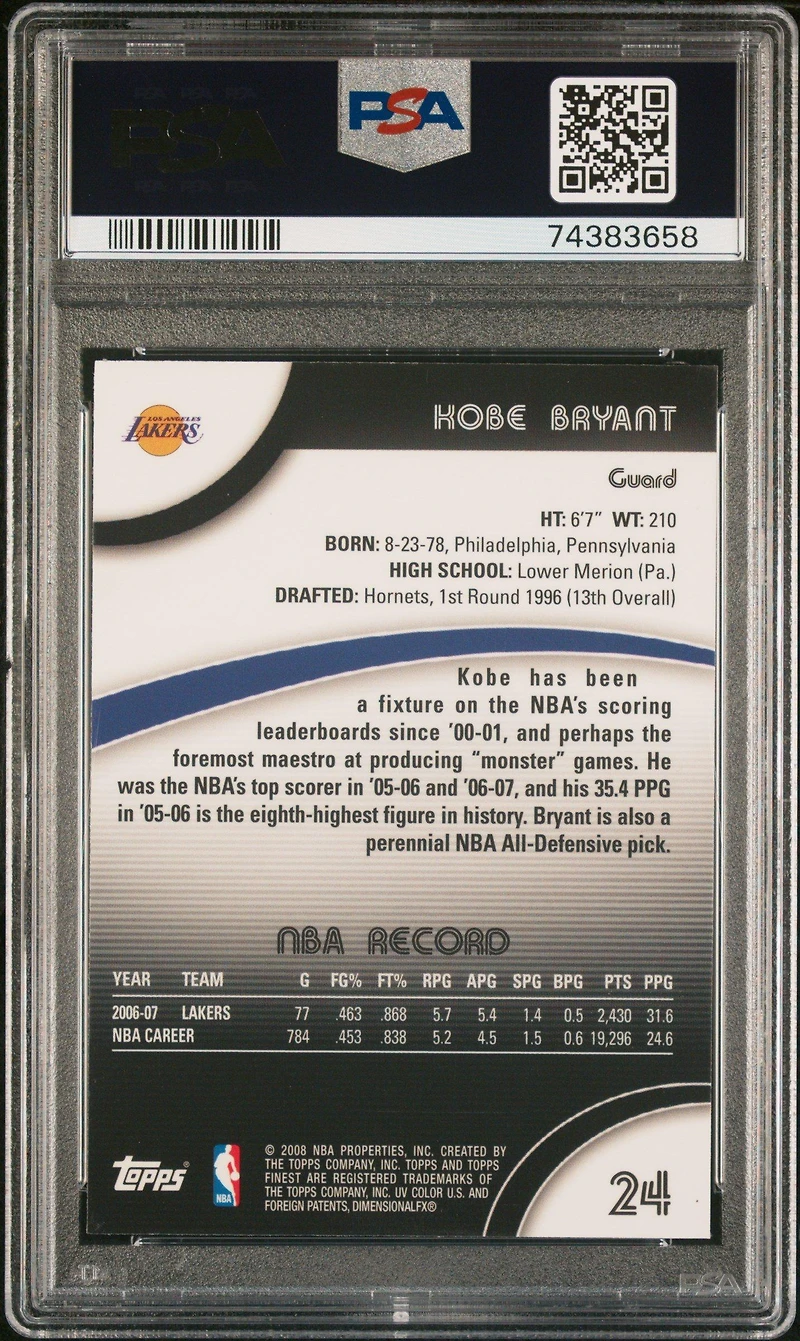 PSA
PSA
74383658
LOS ANGELES
LAKERS
KOBE BRYANT
Guard
HT: 6'7" WT: 210
BORN: 8-23-78, Philadelphia, Pennsylvania
HIGH SCHOOL: Lower Merion (Pa.)
DRAFTED: Hornets, 1st Round 1996 (13th Overall)
Kobe has been
a fixture on the NBA's scoring
leaderboards since '00-01, and perhaps the
foremost maestro at producing "monster" games. He
was the NBA's top scorer in '05-06 and '06-07, and his 35.4 PPG
in '05-06 is the eighth-highest figure in history. Bryant is also a
perennial NBA All-Defensive pick.
NBA RECORD
YEAR TEAM G FG% FT% RPG APG SPG BPG PTS PPG
2006-07 LAKERS 77 .463 .868 5.7 5.4 1.4 0.5 2,430 31.6
NBA CAREER 784 .453 .838 5.2 4.5 1.5 0.6 19,296 24.6
topps®
NBA
© 2008 NBA PROPERTIES, INC. CREATED BY
THE TOPPS COMPANY, INC. TOPPS AND TOPPS
FINEST ARE REGISTERED TRADEMARKS OF
THE TOPPS COMPANY, INC. UV COLOR U.S. AND
FOREIGN PATENTS, DIMENSIONALFX®
24
PSA